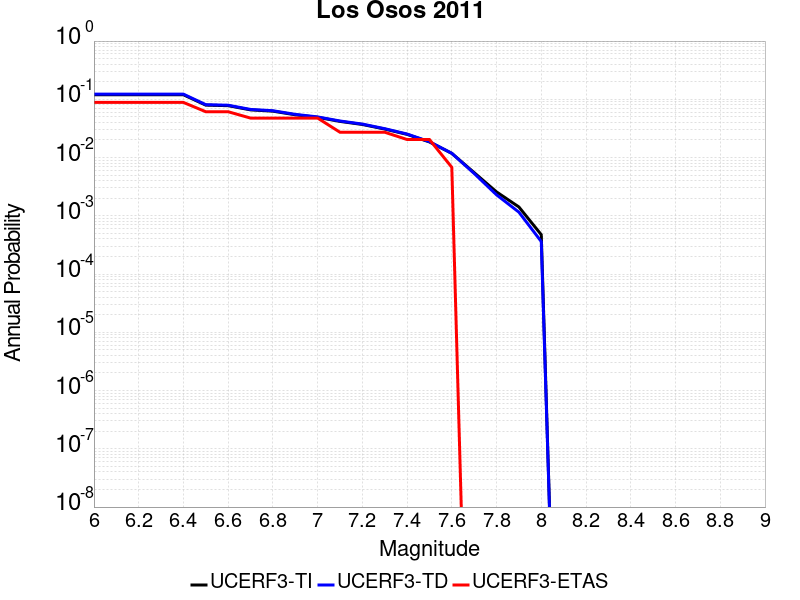 Los Osos 2011
Annual Probability
10^0
10^-1
10^-2
10^-3
10^-4
10^-5
10^-6
10^-7
10^-8
6 6.2 6.4 6.6 6.8 7 7.2 7.4 7.6 7.8 8 8.2 8.4 8.6 8.8 9
Magnitude
UCERF3-TI UCERF3-TD UCERF3-ETAS